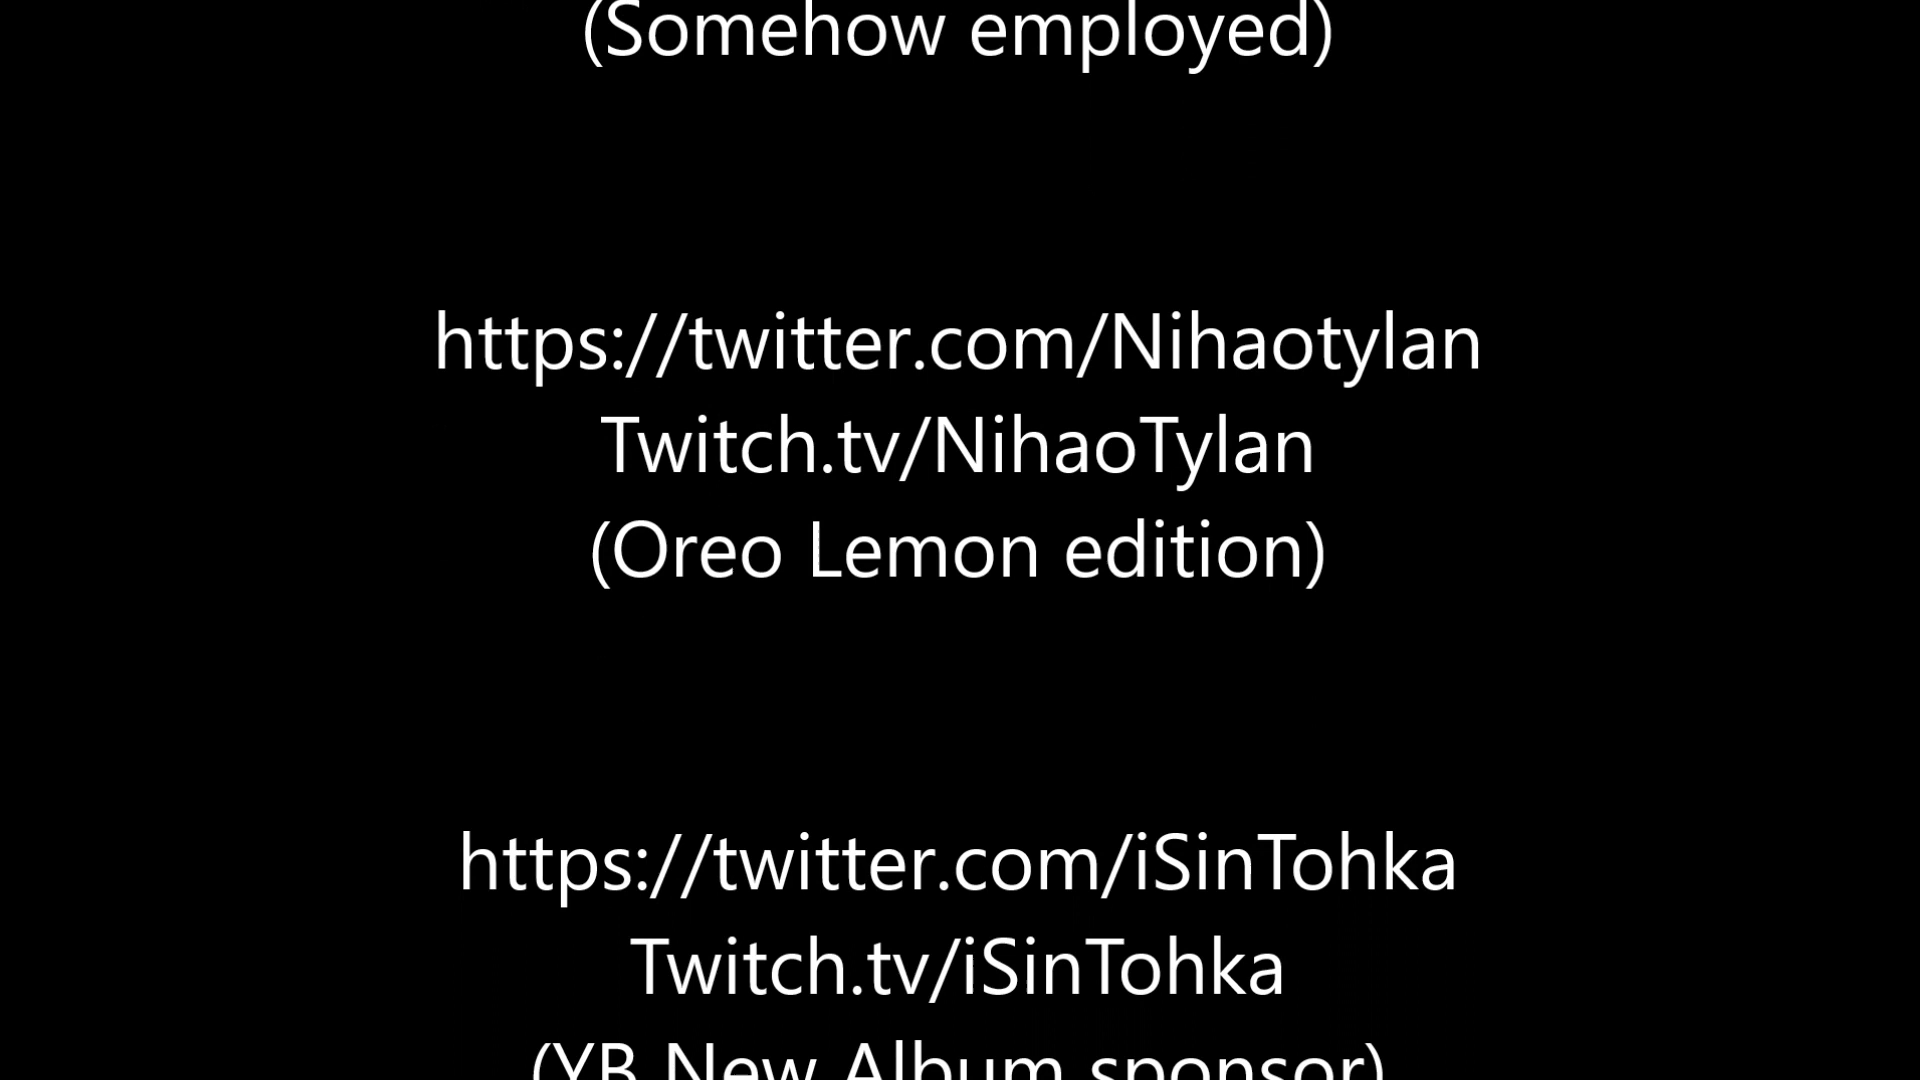 (Somehow employed)
https://twitter.com/Nihaotylan
Twitch.tv/NihaoTylan
(Oreo Lemon edition)
https://twitter.com/iSinTohka
Twitch.tv/iSinTohka
(YB New Album sponsor)